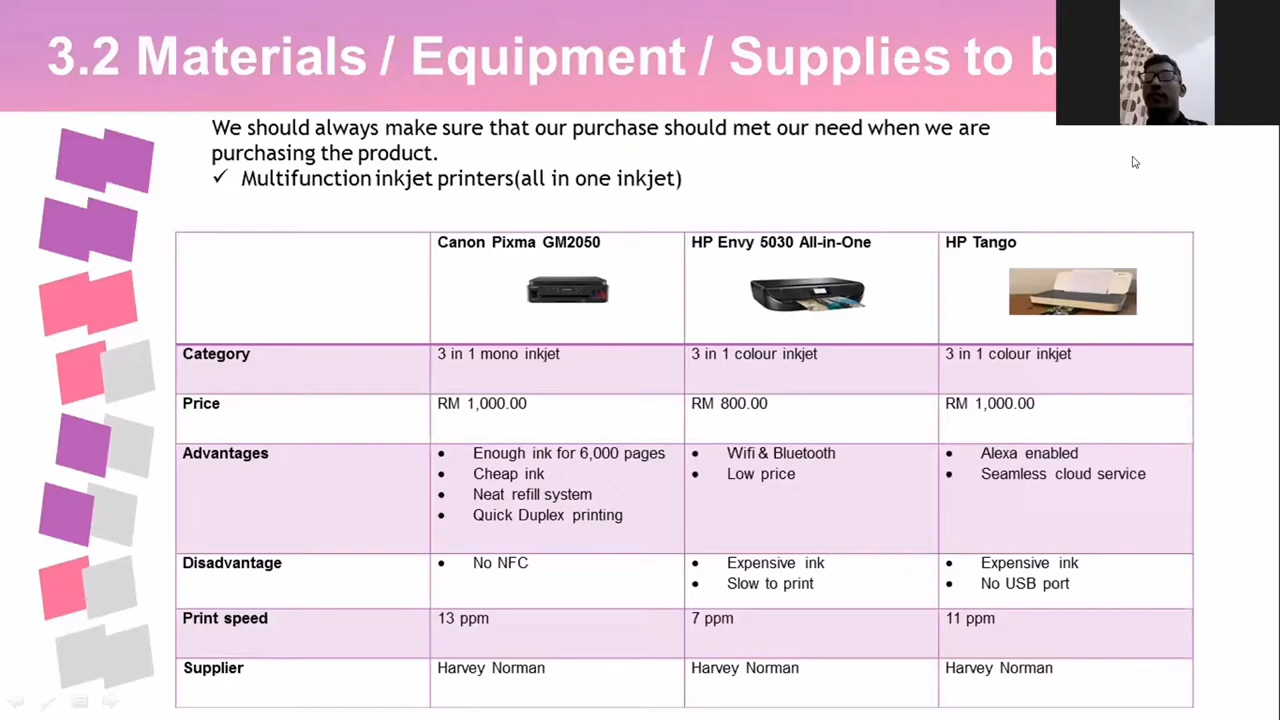 3.2 Materials / Equipment / Supplies to b
We should always make sure that our purchase should met our need when we are
purchasing the product.
✓ Multifunction inkjet printers(all in one inkjet)
Canon Pixma GM2050
HP Envy 5030 All-in-One
HP Tango
Category
3 in 1 mono inkjet
3 in 1 colour inkjet
3 in 1 colour inkjet
Price
RM 1,000.00
RM 800.00
RM 1,000.00
Advantages
• Enough ink for 6,000 pages
• Cheap ink
• Neat refill system
• Quick Duplex printing
• Wifi & Bluetooth
• Low price
• Alexa enabled
• Seamless cloud service
Disadvantage
• No NFC
• Expensive ink
• Slow to print
• Expensive ink
• No USB port
Print speed
13 ppm
7 ppm
11 ppm
Supplier
Harvey Norman
Harvey Norman
Harvey Norman